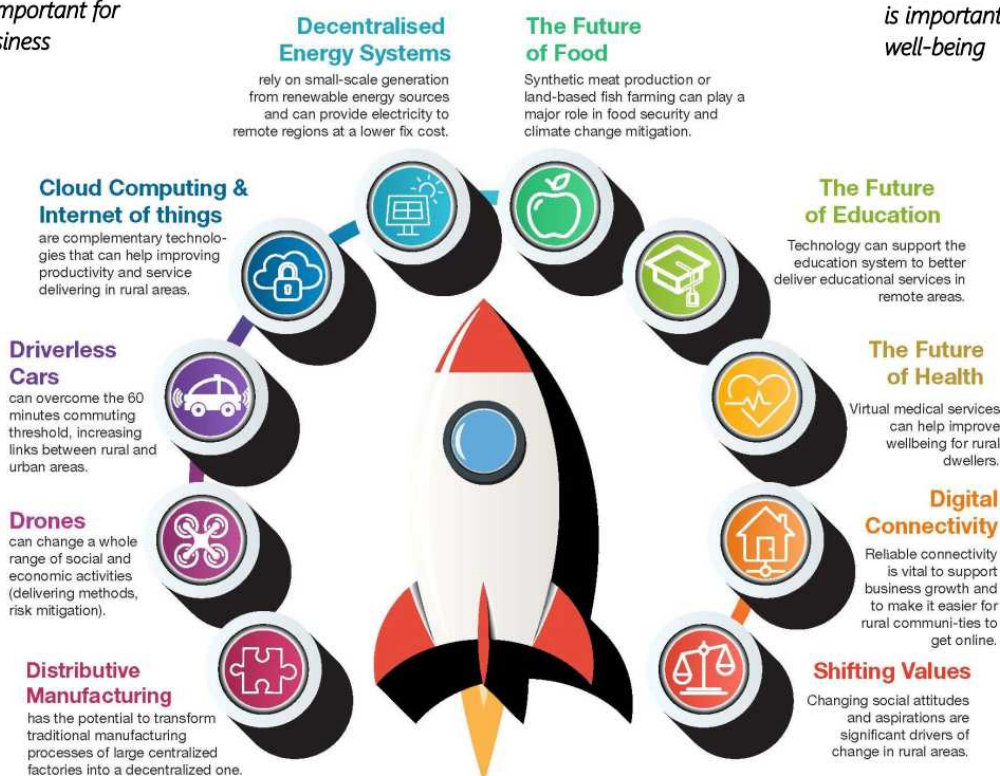 mportant for
siness
is important
well-being
Decentralised
Energy Systems
rely on small-scale generation
from renewable energy sources
and can provide electricity to
remote regions at a lower fix cost.
The Future
of Food
Synthetic meat production or
land-based fish farming can play a
major role in food security and
climate change mitigation.
Cloud Computing &
Internet of things
are complementary technolo-
gies that can help improving
productivity and service
delivering in rural areas.
The Future
of Education
Technology can support the
education system to better
deliver educational services in
remote areas.
Driverless
Cars
can overcome the 60
minutes commuting
threshold, increasing
links between rural and
urban areas.
The Future
of Health
Virtual medical services
can help improve
wellbeing for rural
dwellers.
Drones
can change a whole
range of social and
economic activities
(delivering methods,
risk mitigation).
Digital
Connectivity
Reliable connectivity
is vital to support
business growth and
to make it easier for
rural communi-ties to
get online.
Distributive
Manufacturing
has the potential to transform
traditional manufacturing
processes of large centralized
factories into a decentralized one.
Shifting Values
Changing social attitudes
and aspirations are
significant drivers of
change in rural areas.